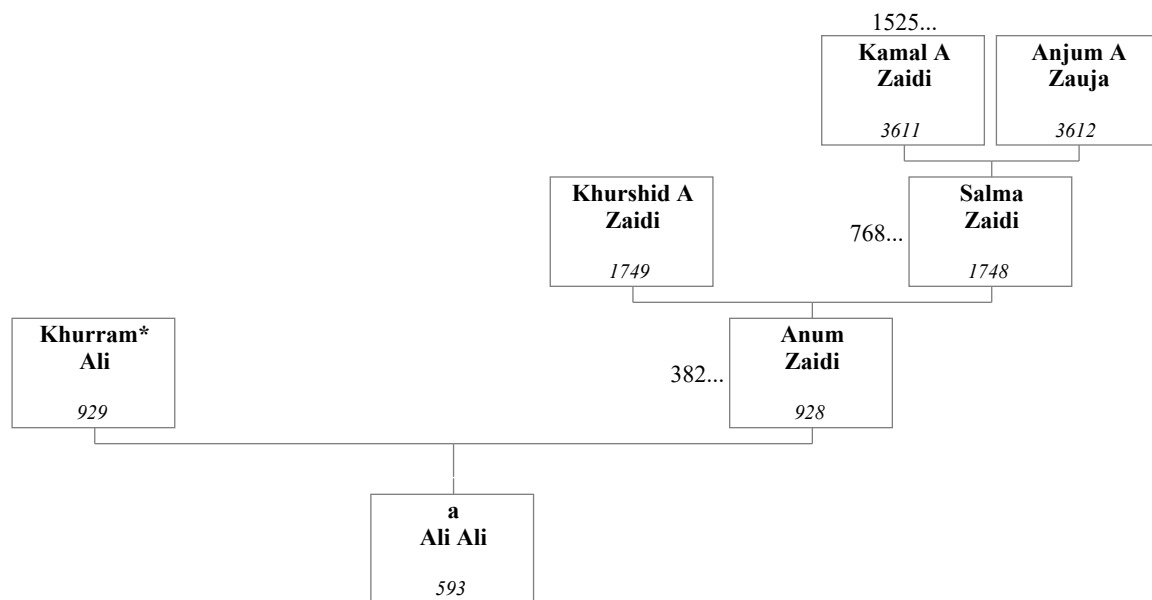 1525...
Kamal A
Zaidi
3611
Anjum A
Zauja
3612
Khurshid A
Zaidi
1749
768...
Salma
Zaidi
1748
Khurram*
Ali
929
382...
Anum
Zaidi
928
a
Ali Ali
593